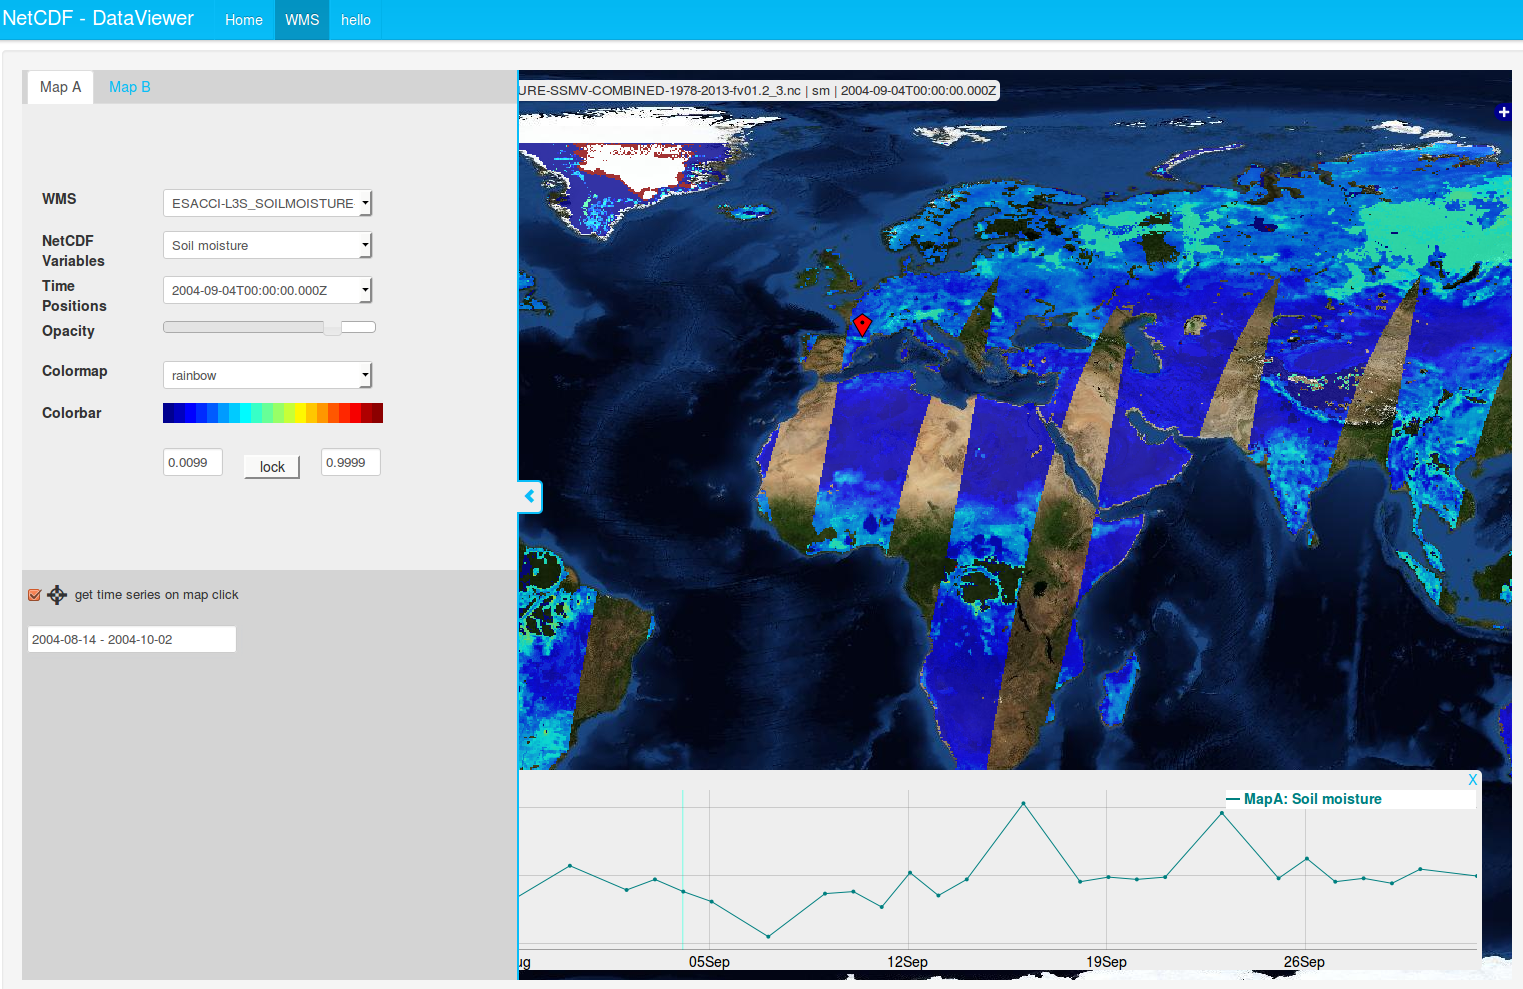 NetCDF - DataViewer Home WMS hello
Map A Map B
URE-SSMV-COMBINED-1978-2013-fv01.2_3.nc | sm | 2004-09-04T00:00:00.000Z
WMS ESACCI-L3S_SOILMOISTURE
NetCDF Variables Soil moisture
Time Positions 2004-09-04T00:00:00.000Z
Opacity
Colormap rainbow
Colorbar
0.0099 lock 0.9999
get time series on map click
2004-08-14 - 2004-10-02
X
MapA: Soil moisture
ug 05Sep 12Sep 19Sep 26Sep